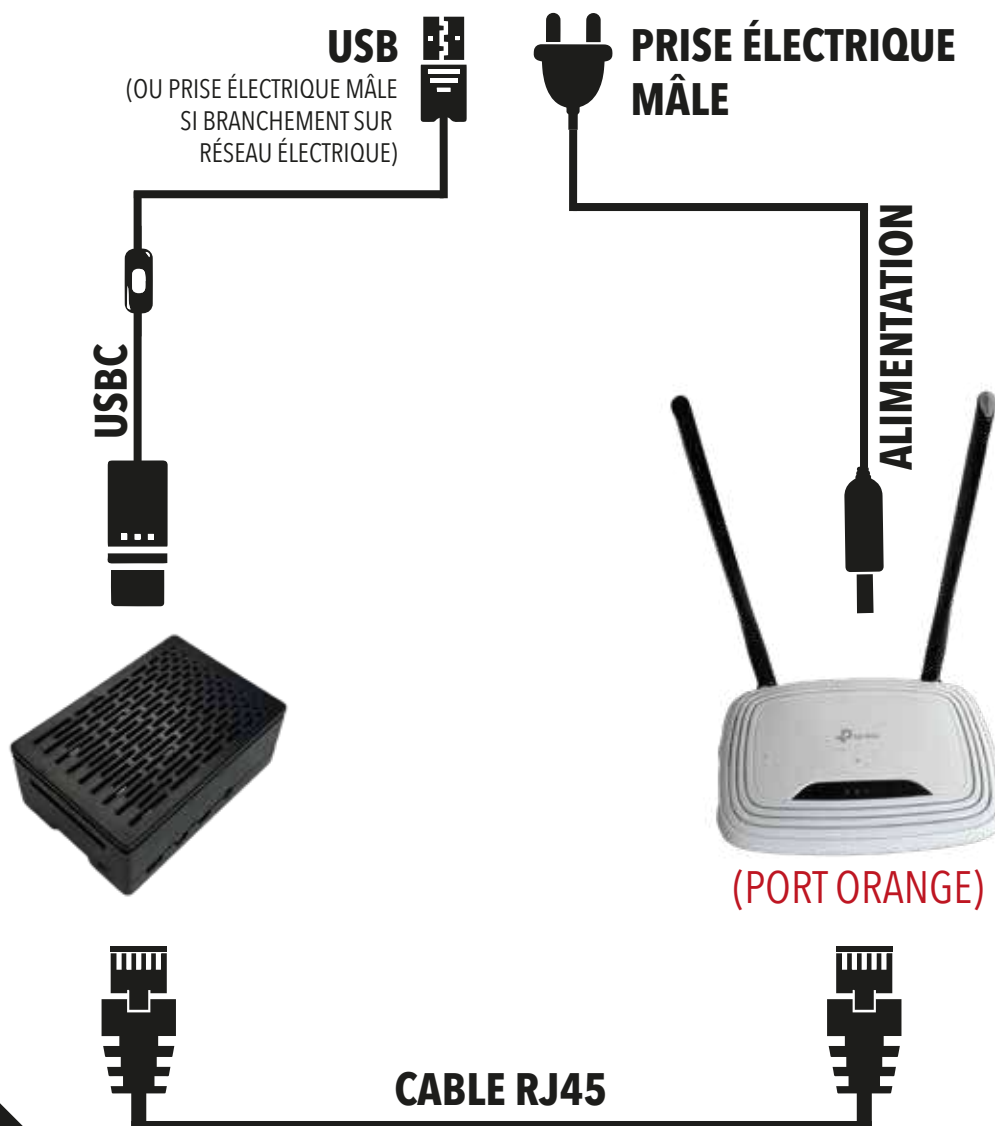 USB
(OU PRISE ÉLECTRIQUE MÂLE
SI BRANCHEMENT SUR
RÉSEAU ÉLECTRIQUE)
PRISE ÉLECTRIQUE
MÂLE
USBC
ALIMENTATION
(PORT ORANGE)
CABLE RJ45